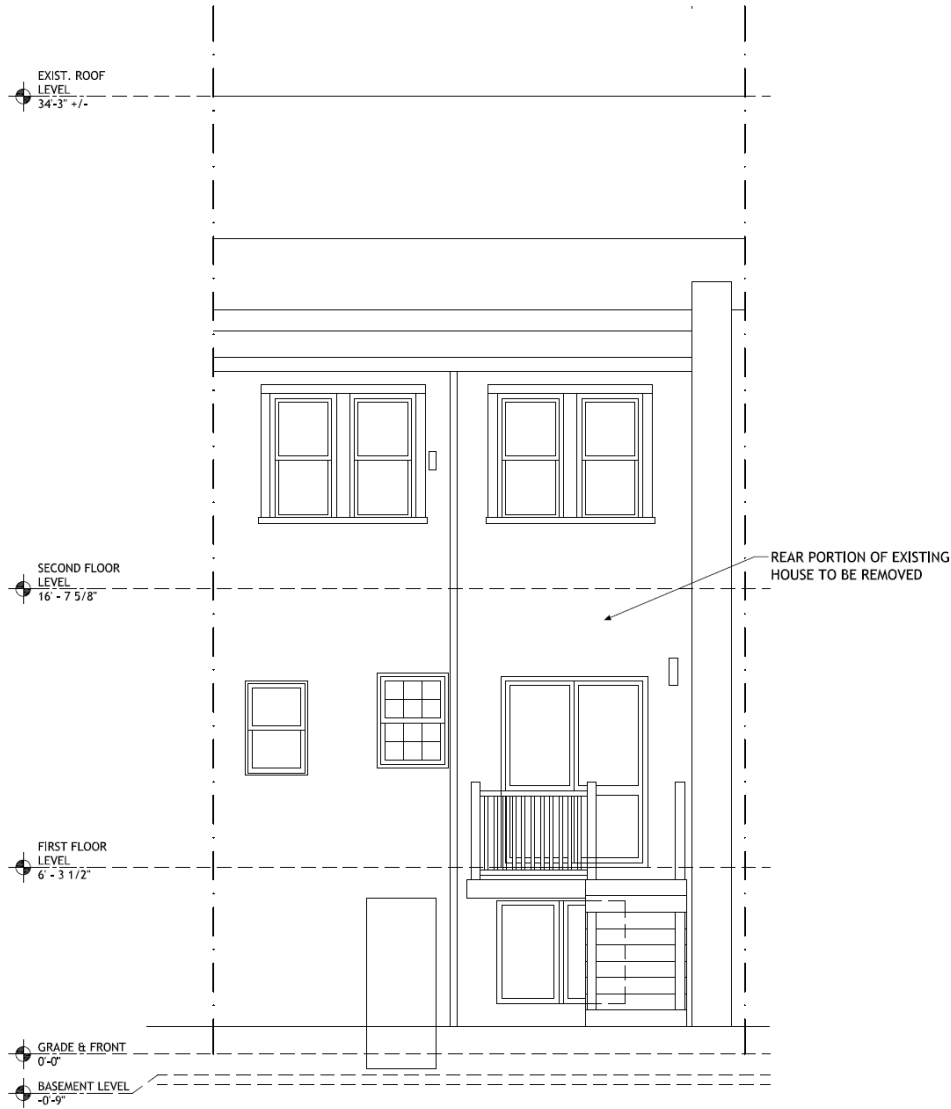 EXIST. ROOF
LEVEL
34'-3" +/-
SECOND FLOOR
LEVEL
16' - 7 5/8"
REAR PORTION OF EXISTING
HOUSE TO BE REMOVED
FIRST FLOOR
LEVEL
6' - 3 1/2"
GRADE & FRONT
0'-0"
BASEMENT LEVEL
-0'-9"